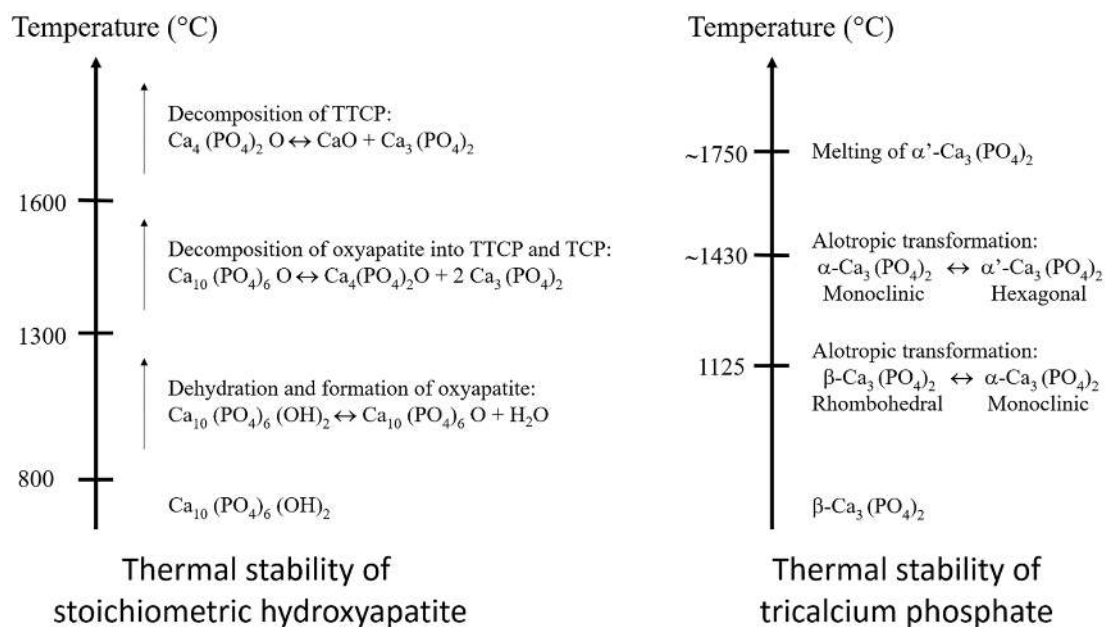 Temperature (°C)
Decomposition of TTCP:
Ca₄ (PO₄)₂ O ↔ CaO + Ca₃ (PO₄)₂
1600
Decomposition of oxyapatite into TTCP and TCP:
Ca₁₀ (PO₄)₆ O ↔ Ca₄(PO₄)₂O + 2 Ca₃ (PO₄)₂
1300
Dehydration and formation of oxyapatite:
Ca₁₀ (PO₄)₆ (OH)₂ ↔ Ca₁₀ (PO₄)₆ O + H₂O
800
Ca₁₀ (PO₄)₆ (OH)₂
Thermal stability of
stoichiometric hydroxyapatite
Temperature (°C)
~1750 Melting of α’-Ca₃ (PO₄)₂
Alotropic transformation:
~1430 α-Ca₃ (PO₄)₂ ↔ α’-Ca₃ (PO₄)₂
Monoclinic Hexagonal
Alotropic transformation:
1125 β-Ca₃ (PO₄)₂ ↔ α-Ca₃ (PO₄)₂
Rhombohedral Monoclinic
β-Ca₃ (PO₄)₂
Thermal stability of
tricalcium phosphate